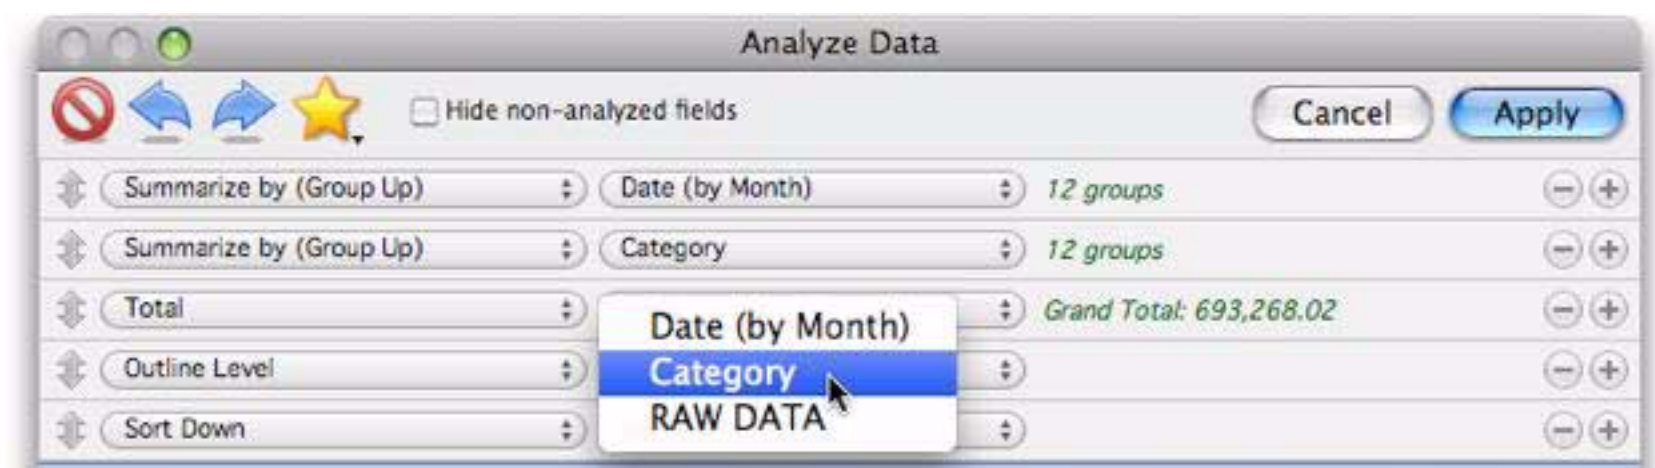 Analyze Data
Hide non-analyzed fields Cancel Apply
Summarize by (Group Up) Date (by Month) 12 groups
Summarize by (Group Up) Category 12 groups
Total Grand Total: 693,268.02
Date (by Month)
Outline Level Category
RAW DATA
Sort Down